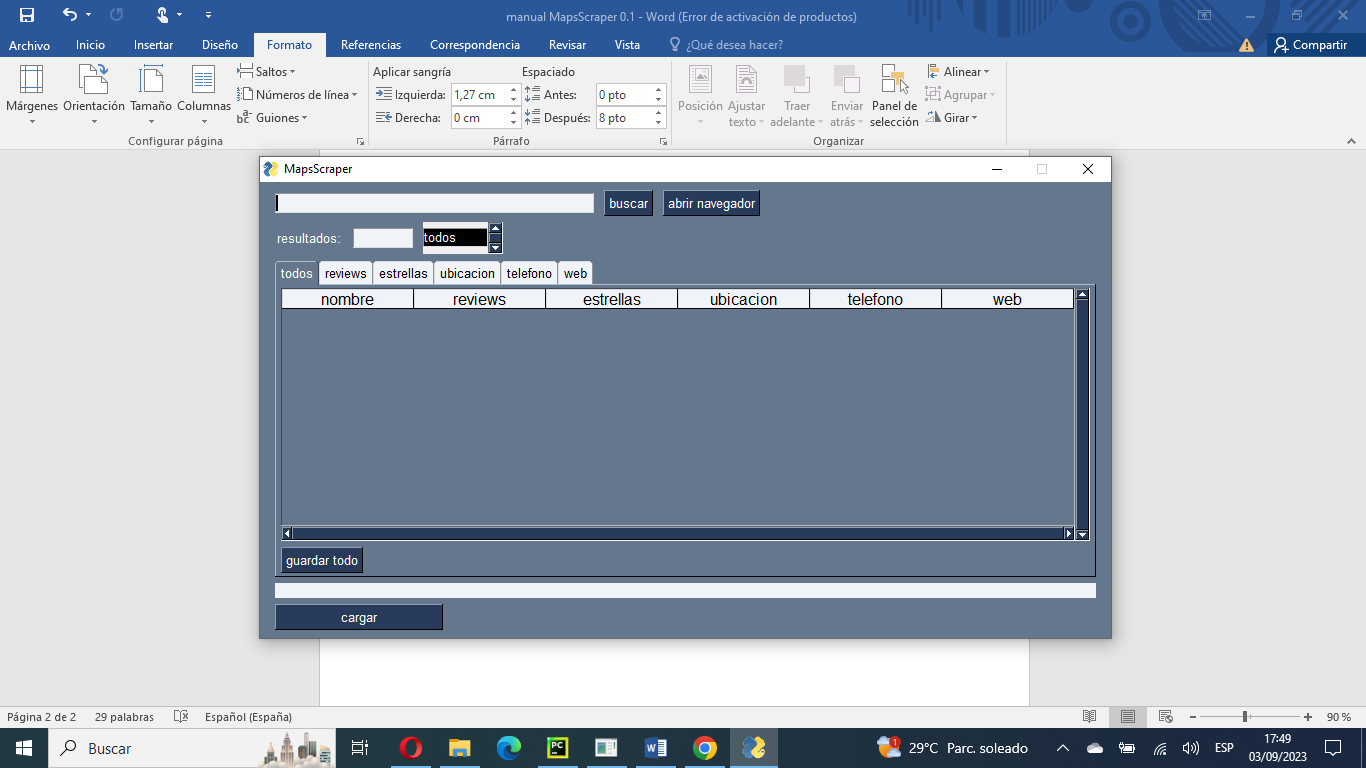 manual MapsScraper 0.1 - Word (Error de activación de productos)
Archivo Inicio Insertar Diseño Formato Referencias Correspondencia Revisar Vista ¿Qué desea hacer? Compartir
Saltos Aplicar sangría Espaciado Alinear
Izquierda: 1,27 cm Antes: 0 pto
Números de línea Agrupar
Márgenes Orientación Tamaño Columnas Posición Ajustar texto Traer adelante Enviar atrás Panel de selección
Guiones Derecha: 0 cm Después: 8 pto Girar
Configurar página Párrafo Organizar
MapsScraper
buscar abrir navegador
resultados: todos
todos reviews estrellas ubicacion telefono web
nombre reviews estrellas ubicacion telefono web
guardar todo
cargar
Página 2 de 2 29 palabras Español (España) 90 %
Buscar PC W 1 29°C Parc. soleado ESP 17:49
03/09/2023